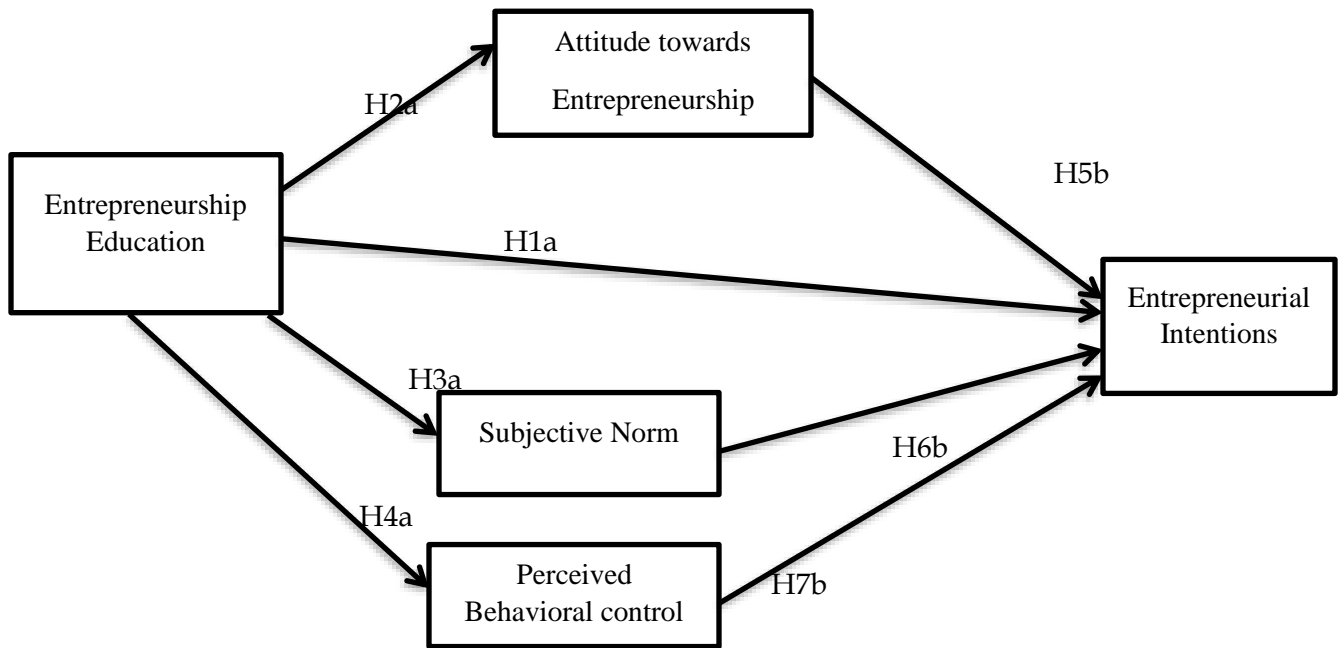 Attitude towards
Entrepreneurship
H2a
Entrepreneurship
Education
H5b
H1a
Entrepreneurial
Intentions
H3a
Subjective Norm
H6b
H4a
Perceived
Behavioral control
H7b